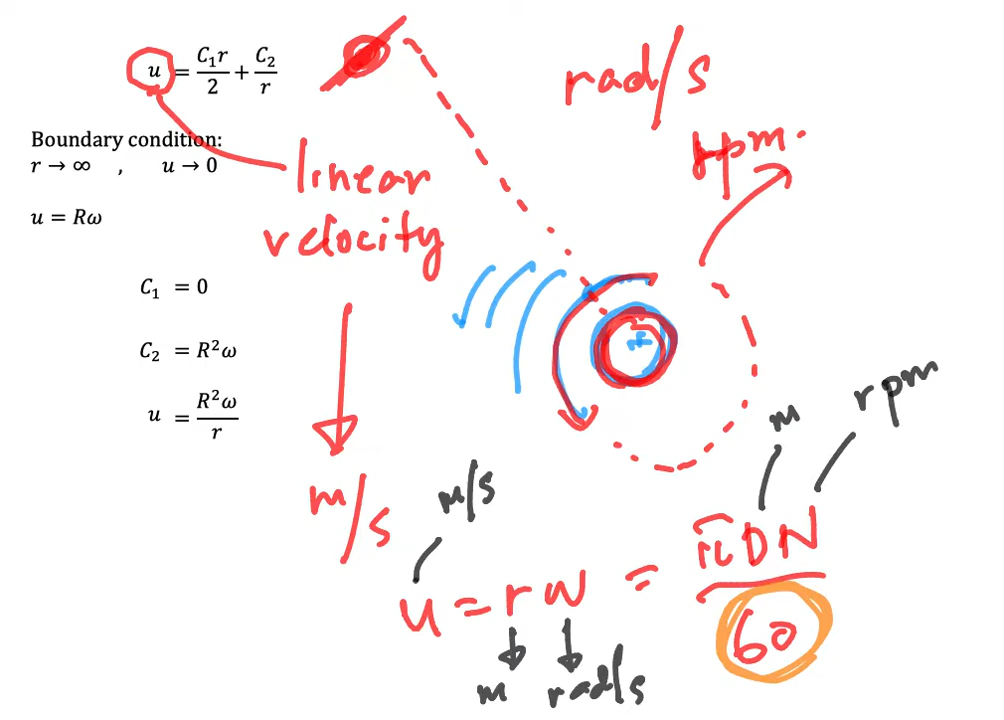 u = C₁r/2 + C₂/r
rad/s
rpm.
Boundary condition:
r → ∞ , u → 0
linear
velocity
u = Rω
C₁ = 0
C₂ = R²ω
u = R²ω/r
m
rpm
m/s
m/s
u = rω = πDN/60
m rad/s